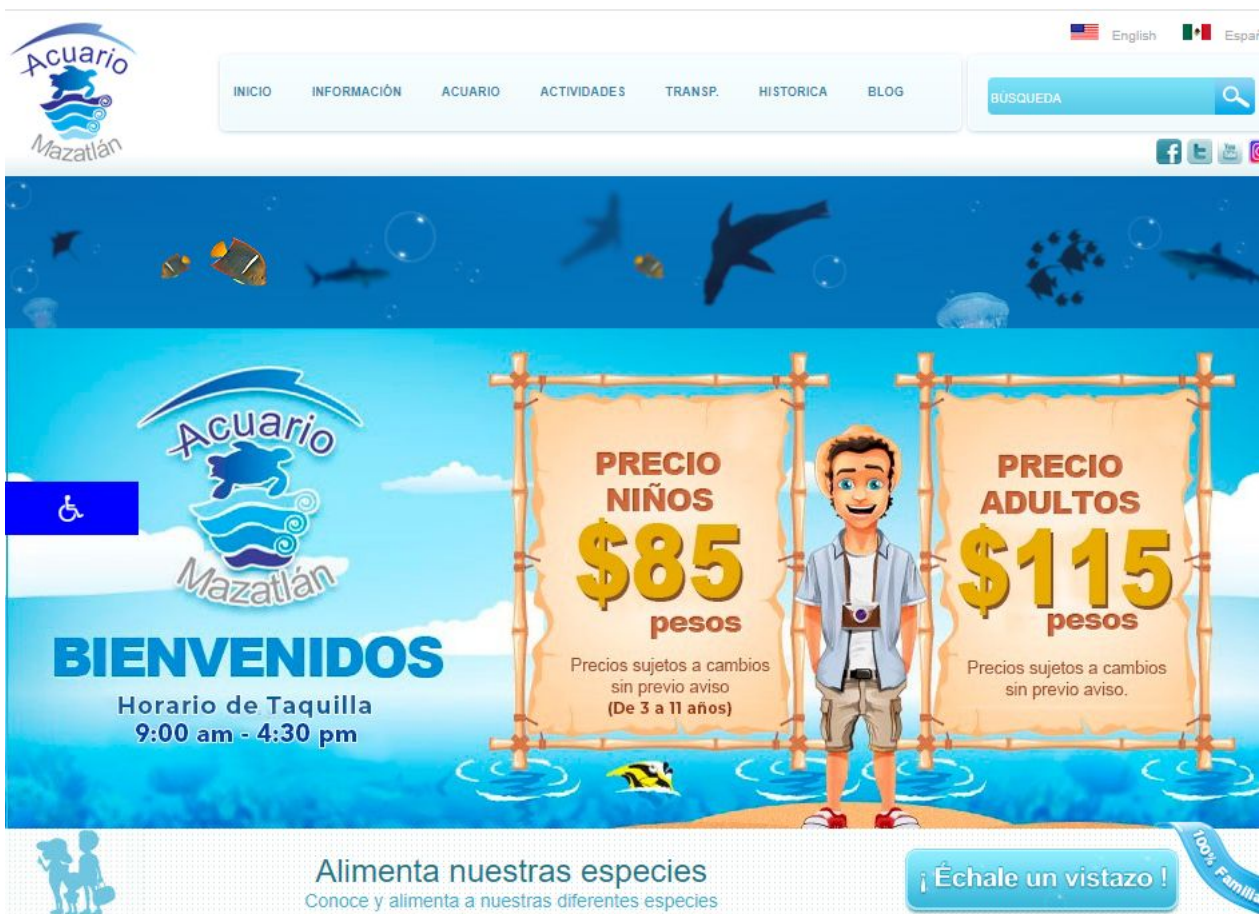 Acuario
Mazatlán
English
Españ
INICIO INFORMACIÓN ACUARIO ACTIVIDADES TRANSP. HISTORICA BLOG
BÚSQUEDA
Acuario
Mazatlán
BIENVENIDOS
Horario de Taquilla
9:00 am - 4:30 pm
PRECIO
NIÑOS
$85
pesos
Precios sujetos a cambios
sin previo aviso
(De 3 a 11 años)
PRECIO
ADULTOS
$115
pesos
Precios sujetos a cambios
sin previo aviso.
Alimenta nuestras especies
Conoce y alimenta a nuestras diferentes especies
¡ Échale un vistazo !
100% Familia